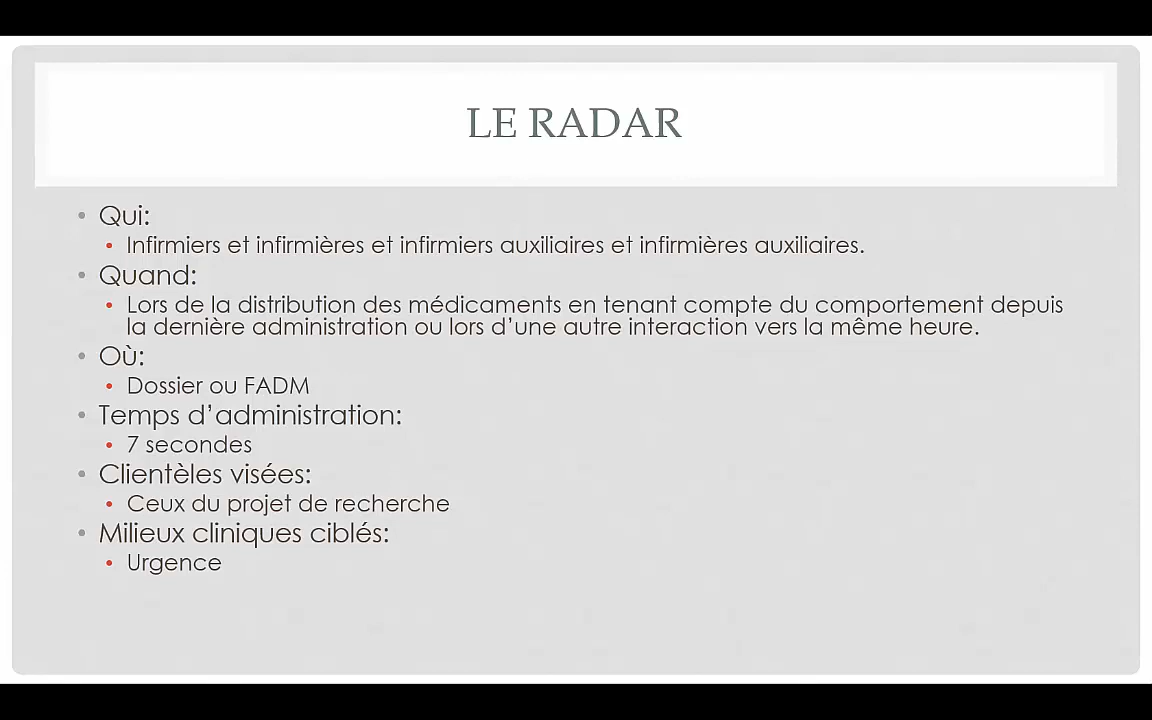 LE RADAR
• Qui:
• Infirmiers et infirmières et infirmiers auxiliaires et infirmières auxiliaires.
• Quand:
• Lors de la distribution des médicaments en tenant compte du comportement depuis
la dernière administration ou lors d'une autre interaction vers la même heure.
• Où:
• Dossier ou FADM
• Temps d'administration:
• 7 secondes
• Clientèles visées:
• Ceux du projet de recherche
• Milieux cliniques ciblés:
• Urgence